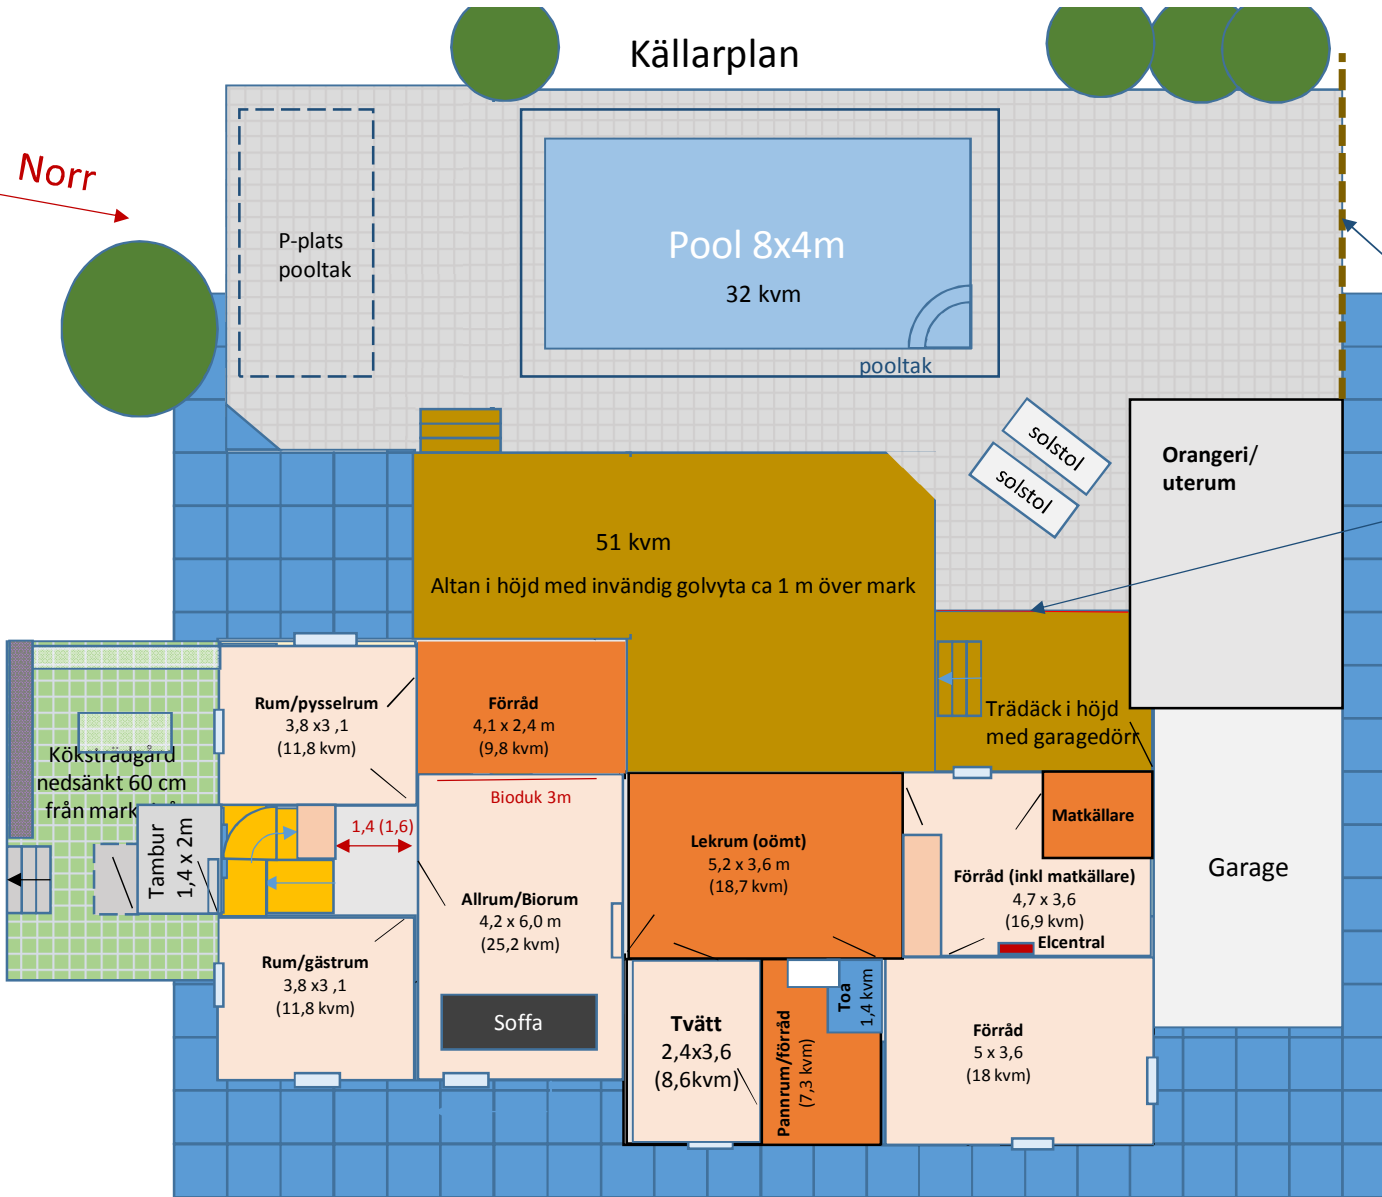 Källarplan
Norr
P-plats
pooltak
Pool 8x4m
32 kvm
pooltak
solstol
solstol
Orangeri/
uterum
51 kvm
Altan i höjd med invändig golvyta ca 1 m över mark
Trädäck i höjd
med garagedörr
Rum/pysselrum
3,8 x3 ,1
(11,8 kvm)
Förråd
4,1 x 2,4 m
(9,8 kvm)
Köksträdgård
nedsänkt 60 cm
från mark
Bioduk 3m
Tambur
1,4 x 2m
1,4 (1,6)
Lekrum (oömt)
5,2 x 3,6 m
(18,7 kvm)
Matkällare
Förråd (inkl matkällare)
4,7 x 3,6
(16,9 kvm)
Elcentral
Garage
Allrum/Biorum
4,2 x 6,0 m
(25,2 kvm)
Rum/gästrum
3,8 x3 ,1
(11,8 kvm)
Soffa
Tvätt
2,4x3,6
(8,6kvm)
Pannrum/förråd
(7,3 kvm)
Toa
1,4 kvm
Förråd
5 x 3,6
(18 kvm)